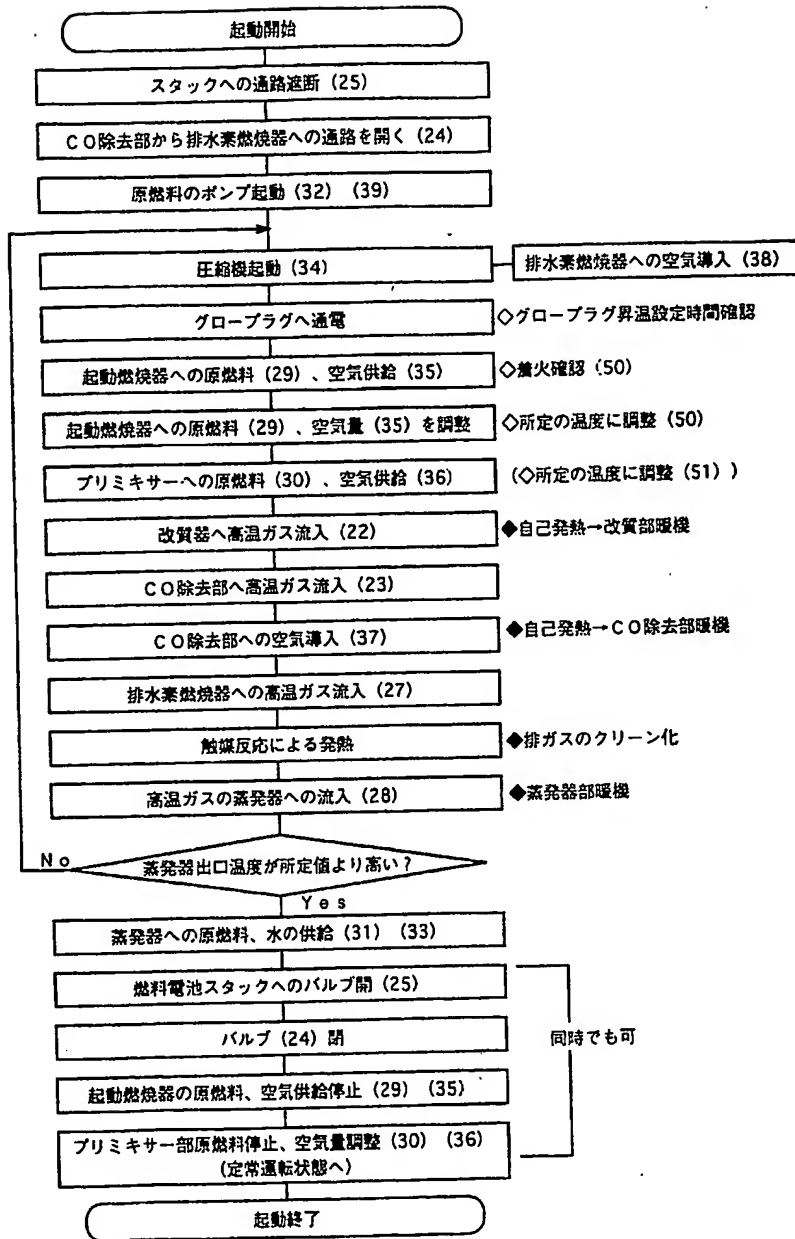 起動開始
スタックへの通路遮断 (25)
CO除去部から排水素燃焼器への通路を開く (24)
原燃料のポンプ起動 (32) (39)
圧縮機起動 (34)
排水素燃焼器への空気導入 (38)
グロープラグへ通電
◇グロープラグ昇温設定時間確認
起動燃焼器への原燃料 (29)、空気供給 (35)
◇着火確認 (50)
起動燃焼器への原燃料 (29)、空気量 (35) を調整
◇所定の温度に調整 (50)
プリミキサーへの原燃料 (30)、空気供給 (36)
(◇所定の温度に調整 (51))
改質器へ高温ガス流入 (22)
◆自己発熱→改質部暖機
CO除去部へ高温ガス流入 (23)
CO除去部への空気導入 (37)
◆自己発熱→CO除去部暖機
排水素燃焼器への高温ガス流入 (27)
触媒反応による発熱
◆排ガスのクリーン化
高温ガスの蒸発器への流入 (28)
◆蒸発器部暖機
No
蒸発器出口温度が所定値より高い?
Yes
蒸発器への原燃料、水の供給 (31) (33)
燃料電池スタックへのバルブ開 (25)
バルブ (24) 閉
同時でも可
起動燃焼器の原燃料、空気供給停止 (29) (35)
プリミキサー部原燃料停止、空気量調整 (30) (36)
(定常運転状態へ)
起動終了